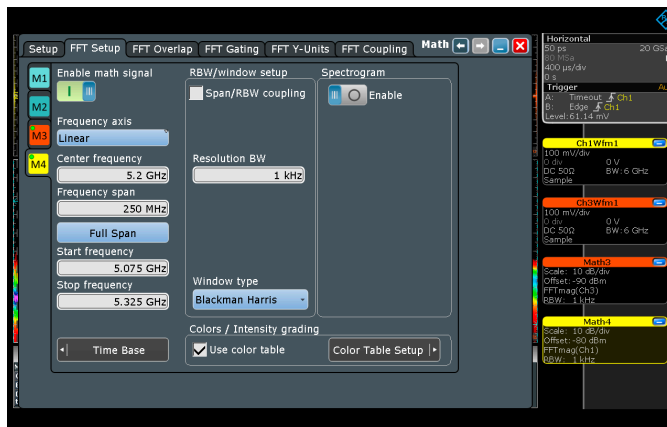 Setup FFT Setup FFT Overlap FFT Gating FFT Y-Units FFT Coupling Math
M1
M2
M3
M4
Enable math signal
Frequency axis
Linear
Center frequency
5.2 GHz
Frequency span
250 MHz
Full Span
Start frequency
5.075 GHz
Stop frequency
5.325 GHz
Time Base
RBW/window setup
Span/RBW coupling
Resolution BW
1 kHz
Window type
Blackman Harris
Spectrogram
Enable
Colors / Intensity grading
Use color table
Color Table Setup
Horizontal
50 ps 20 GSa
80 MSa
400 µs/div
0 s
Trigger Au
A: Timeout Ch1
B: Edge Ch1
Level:61.14 mV
Ch1Wfm1
100 mV/div
0 div 0 V
DC 50Ω BW:6 GHz
Sample
Ch3Wfm1
100 mV/div
0 div 0 V
DC 50Ω BW:6 GHz
Sample
Math3
Scale: 10 dB/div
Offset:-90 dBm
FFTmag(Ch3)
RBW: 1 kHz
Math4
Scale: 10 dB/div
Offset:-80 dBm
FFTmag(Ch1)
RBW: 1 kHz